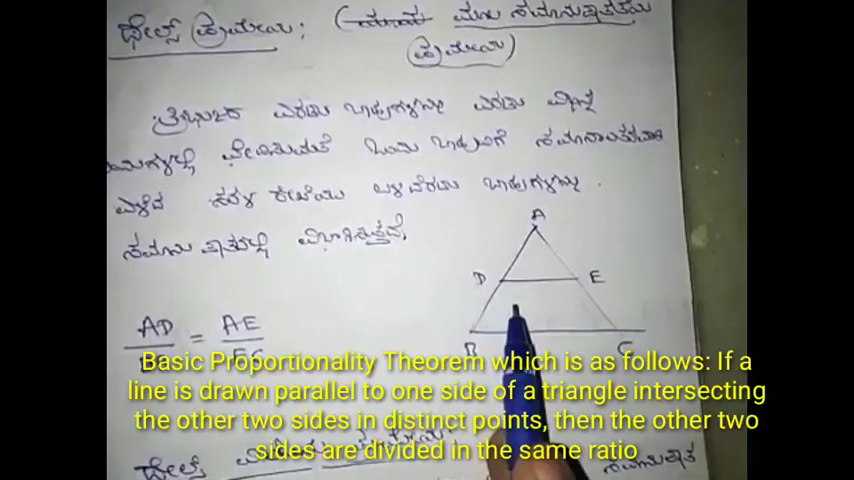 ಥೇಲ್ಸ್ ಪ್ರಮೇಯ : ( ಮೂಲ ಸಮಾನುಪಾತತೆಯ
ಪ್ರಮೇಯ)
ತ್ರಿಭುಜದ ಎರಡು ಬಾಹುಗಳನ್ನು ಎರಡು ವಿಭಿನ್ನ
ಛೇದಿಸುವಂತೆ ಒಂದು ಬಾಹುವಿಗೆ ಸಮಾನಾಂತರವಾಗಿ
ಎಳೆದ ಸರಳ ರೇಖೆಯು ಉಳಿದೆರಡು ಬಾಹುಗಳನ್ನು
ಸಮಾನುಪಾತದಲ್ಲಿ ವಿಭಾಗಿಸುತ್ತದೆ.
A
D E
AD = AE
B C
Basic Proportionality Theorem which is as follows: If a
line is drawn parallel to one side of a triangle intersecting
the other two sides in distinct points, then the other two
sides are divided in the same ratio
ಥೇಲ್ಸ್ ಸಮಾನುಪಾತ